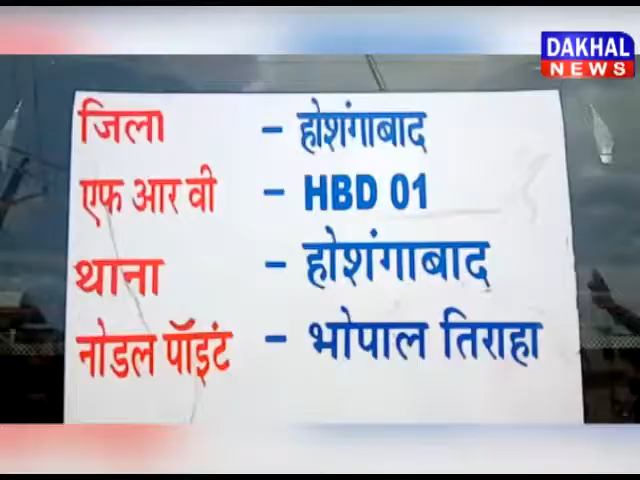 DAKHAL
NEWS
जिला - होशंगाबाद
एफ आर वी - HBD 01
थाना - होशंगाबाद
नोडल पॉइंट - भोपाल तिराहा